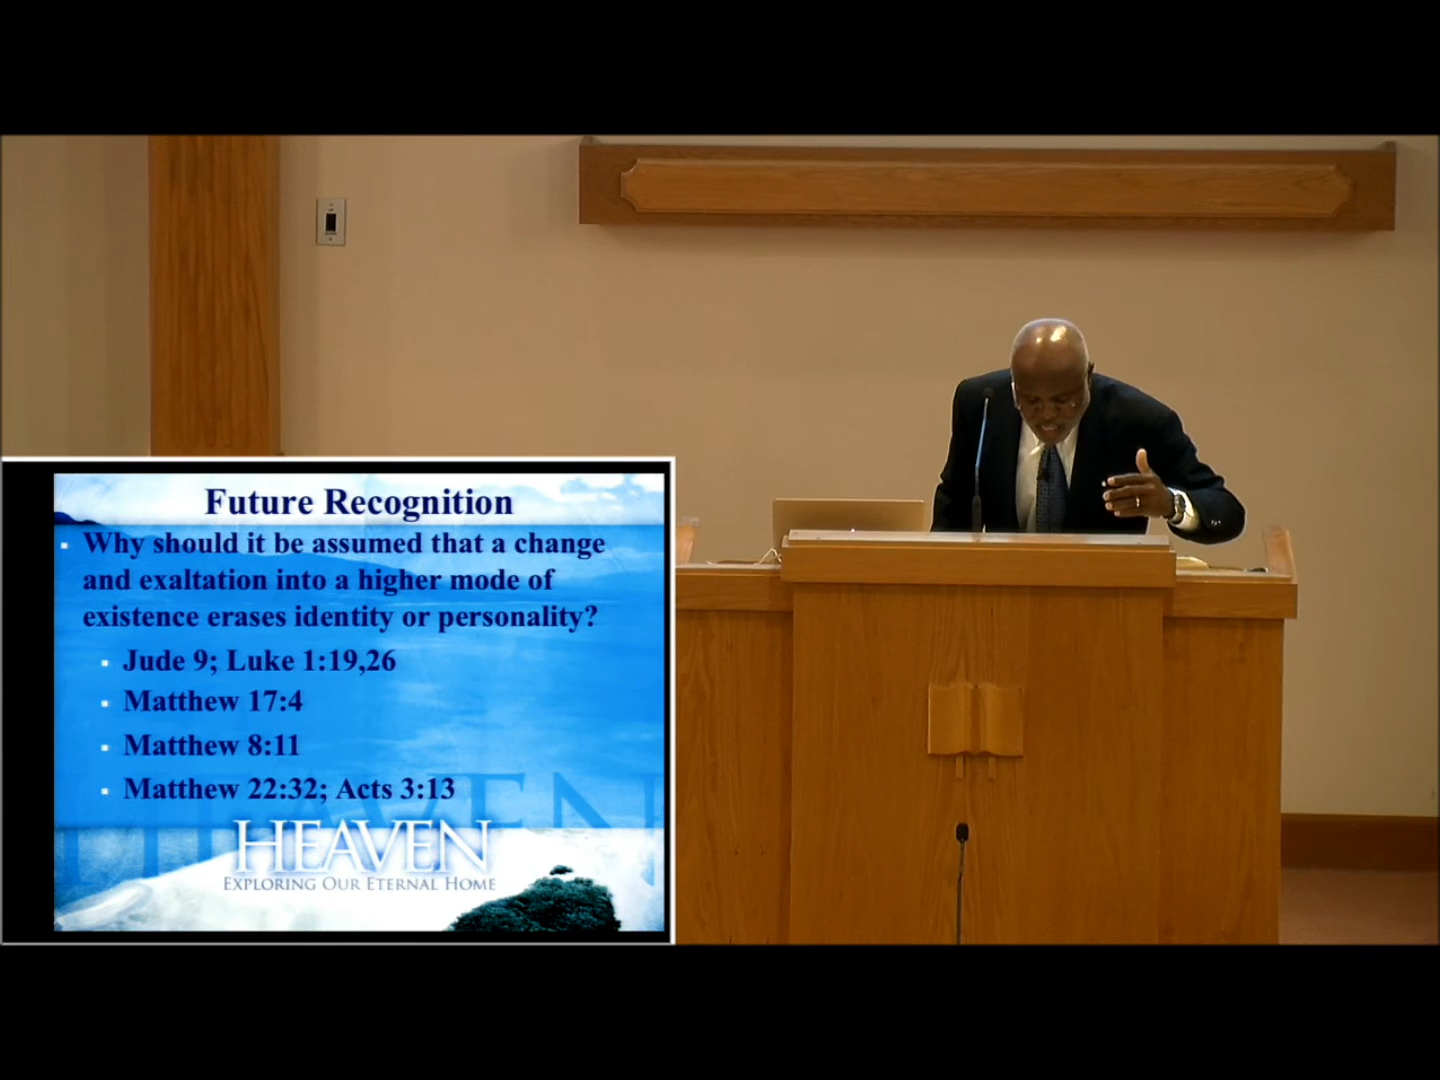 Future Recognition
Why should it be assumed that a change
and exaltation into a higher mode of
existence erases identity or personality?
Jude 9; Luke 1:19,26
Matthew 17:4
Matthew 8:11
Matthew 22:32; Acts 3:13
HEAVEN
HEAVEN
EXPLORING OUR ETERNAL HOME